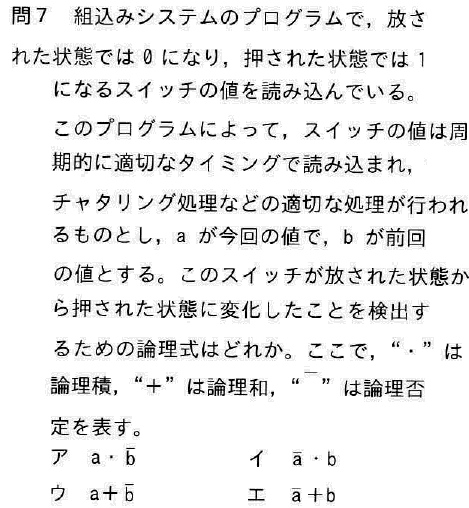 問7　組込みシステムのプログラムで，放さ
れた状態では 0 になり，押された状態では 1
になるスイッチの値を読み込んでいる。
このプログラムによって，スイッチの値は周
期的に適切なタイミングで読み込まれ，
チャタリング処理などの適切な処理が行われ
るものとし，a が今回の値で，b が前回
の値とする。このスイッチが放された状態か
ら押された状態に変化したことを検出す
るための論理式はどれか。ここで，“・”は
論理積，“＋”は論理和，“‾”は論理否
定を表す。
ア　a・b̅　　　イ　a̅・b
ウ　a＋b̅　　　エ　a̅＋b